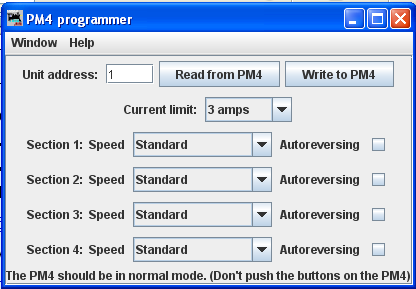 PM4 programmer
Window Help
Unit address: 1 Read from PM4 Write to PM4
Current limit: 3 amps
Section 1: Speed Standard Autoreversing
Section 2: Speed Standard Autoreversing
Section 3: Speed Standard Autoreversing
Section 4: Speed Standard Autoreversing
The PM4 should be in normal mode. (Don't push the buttons on the PM4)